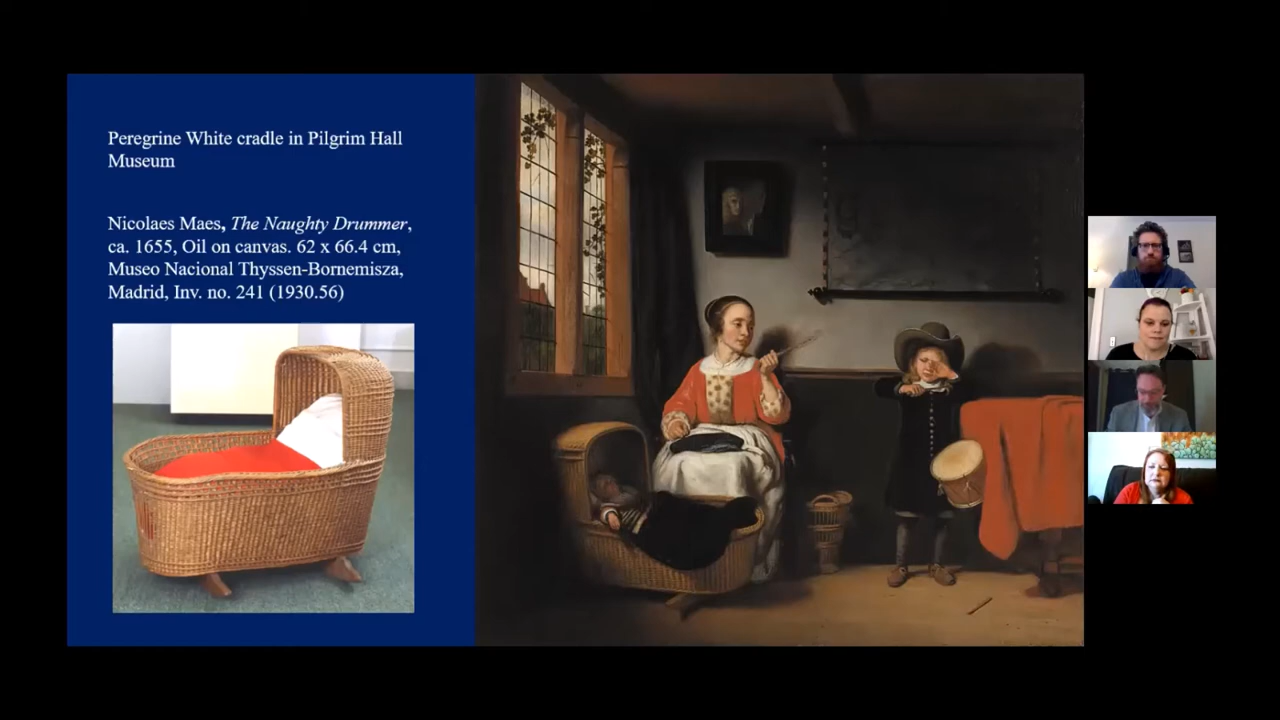 Peregrine White cradle in Pilgrim Hall
Museum
Nicolaes Maes, The Naughty Drummer,
ca. 1655, Oil on canvas. 62 x 66.4 cm,
Museo Nacional Thyssen-Bornemisza,
Madrid, Inv. no. 241 (1930.56)